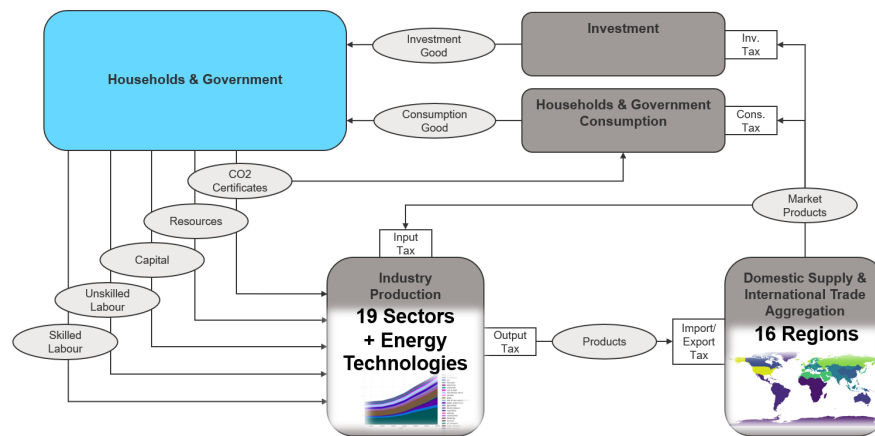 Households & Government
Investment
Good
Investment
Inv.
Tax
Consumption
Good
Households & Government
Consumption
Cons.
Tax
CO2
Certificates
Resources
Capital
Unskilled
Labour
Skilled
Labour
Market
Products
Input
Tax
Industry
Production
19 Sectors
+ Energy
Technologies
Output
Tax
Products
Import/
Export
Tax
Domestic Supply &
International Trade
Aggregation
16 Regions